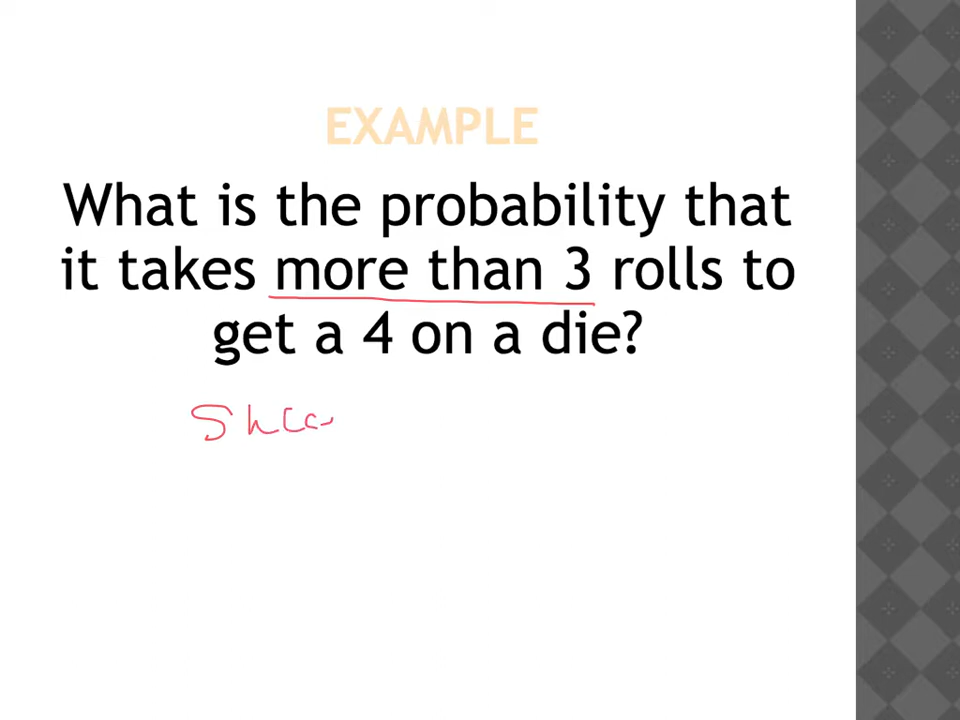 EXAMPLE
What is the probability that
it takes more than 3 rolls to
get a 4 on a die?